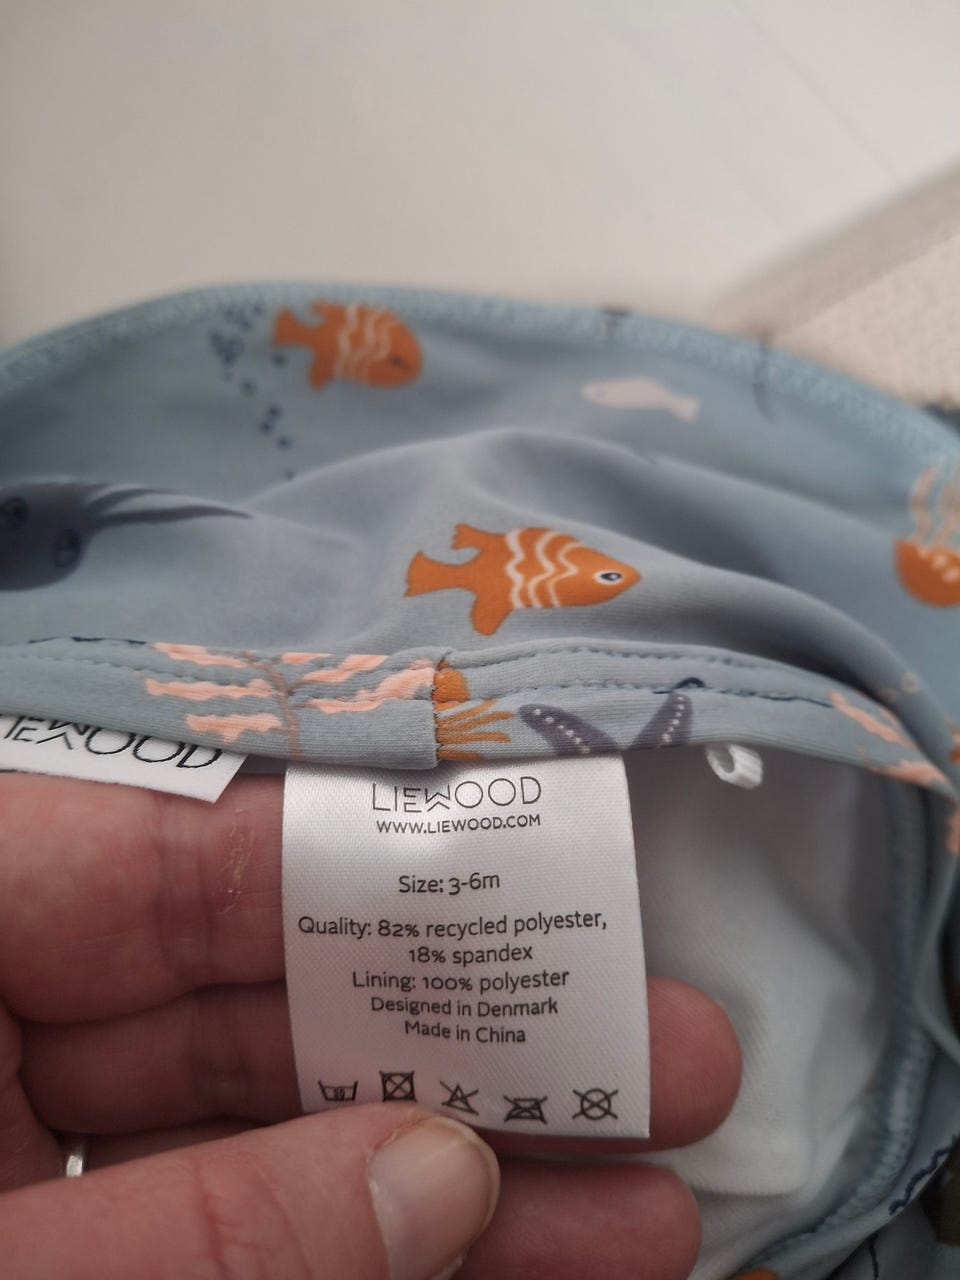 LIEWOOD
LIEWOOD
WWW.LIEWOOD.COM
Size: 3-6m
Quality: 82% recycled polyester,
18% spandex
Lining: 100% polyester
Designed in Denmark
Made in China